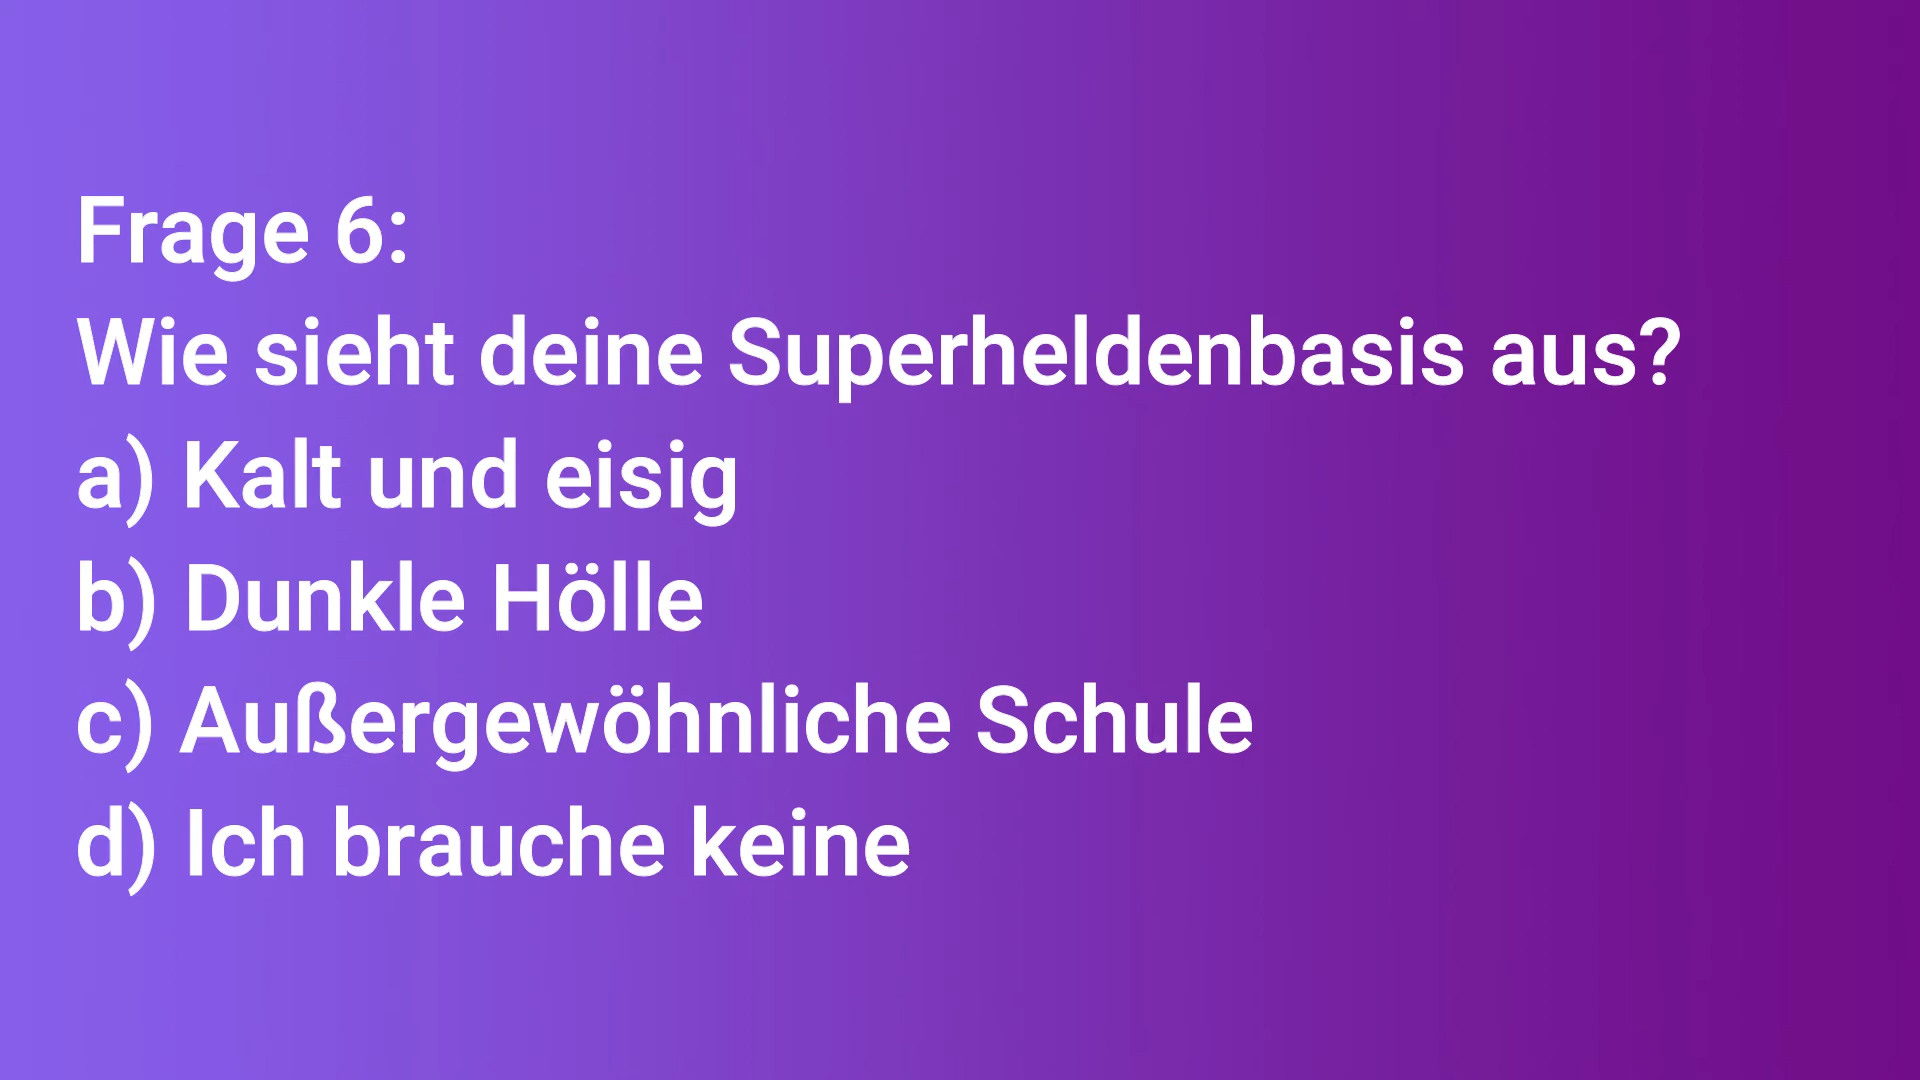 Frage 6:
Wie sieht deine Superheldenbasis aus?
a) Kalt und eisig
b) Dunkle Hölle
c) Außergewöhnliche Schule
d) Ich brauche keine